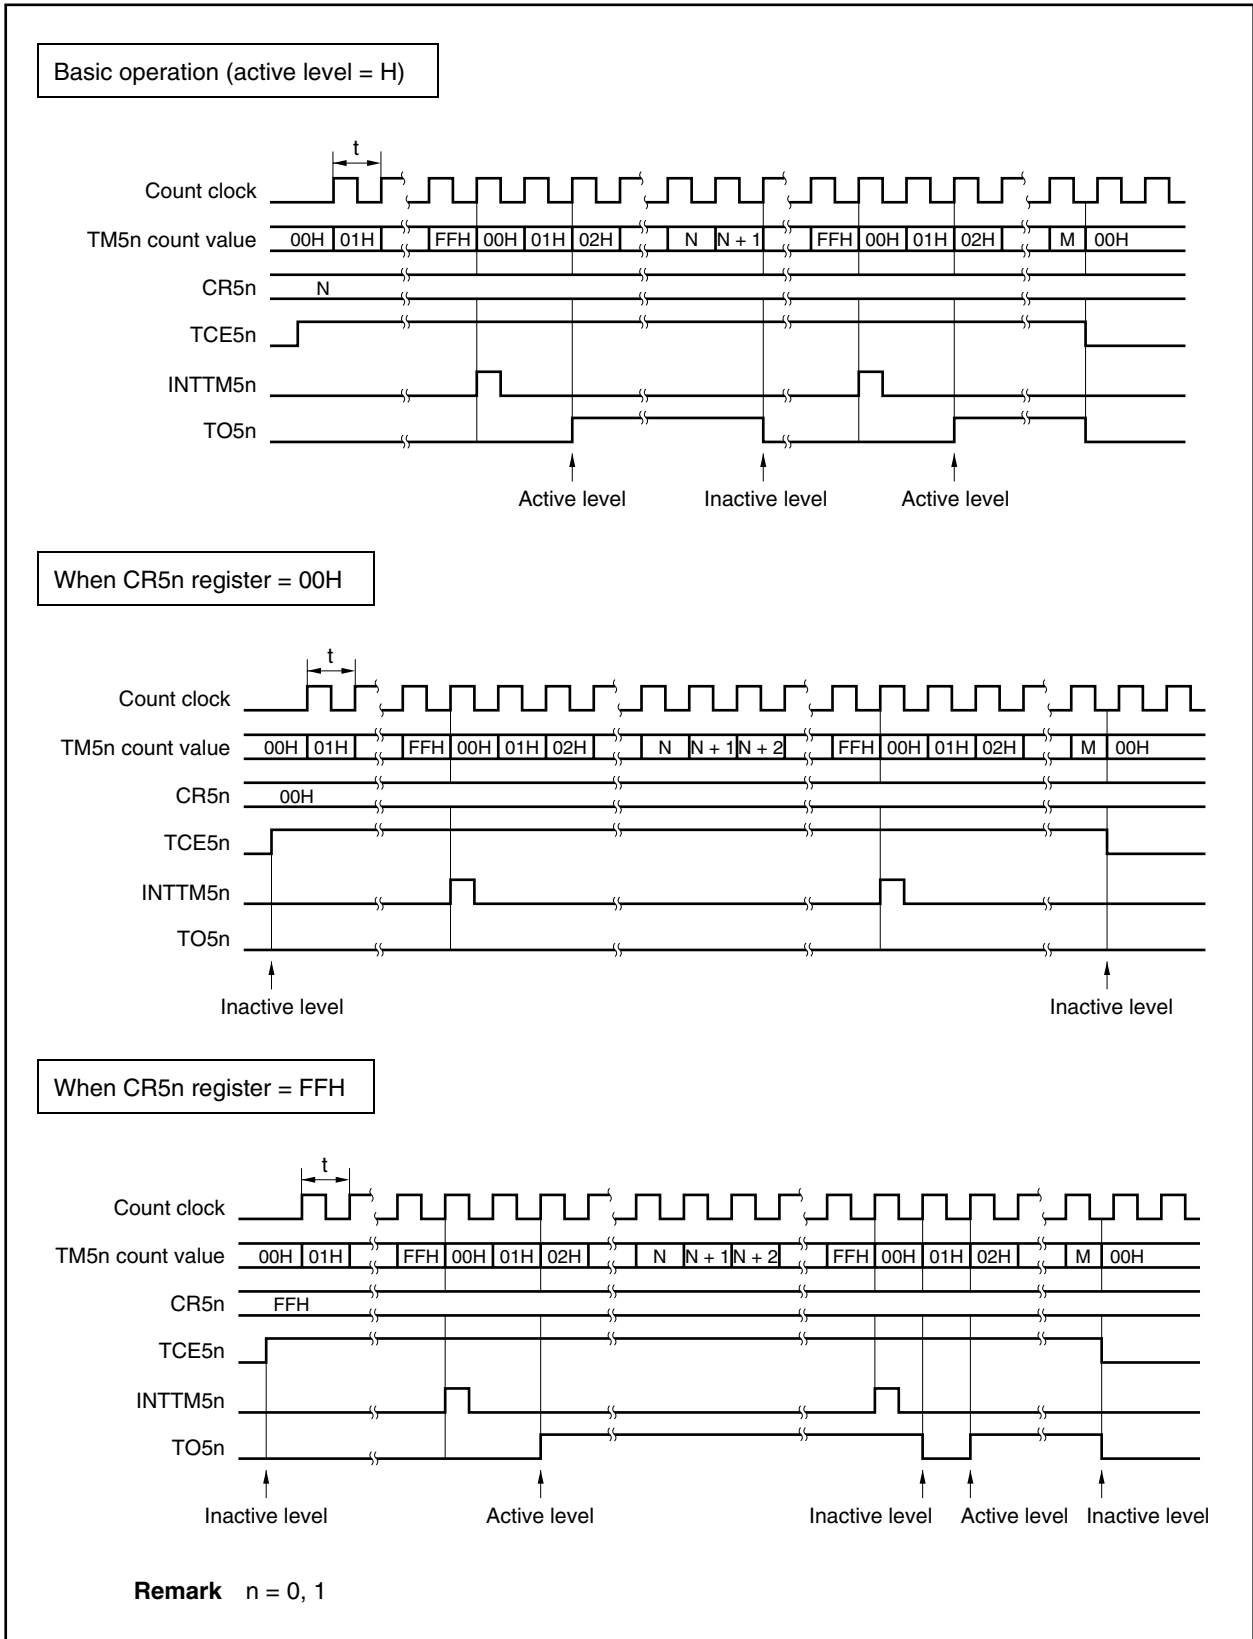 Basic operation (active level = H)
t
Count clock
TM5n count value 00H 01H FFH 00H 01H 02H N N + 1 FFH 00H 01H 02H M 00H
CR5n N
TCE5n
INTTM5n
TO5n
Active level Inactive level Active level
When CR5n register = 00H
t
Count clock
TM5n count value 00H 01H FFH 00H 01H 02H N N + 1 N + 2 FFH 00H 01H 02H M 00H
CR5n 00H
TCE5n
INTTM5n
TO5n
Inactive level Inactive level
When CR5n register = FFH
t
Count clock
TM5n count value 00H 01H FFH 00H 01H 02H N N + 1 N + 2 FFH 00H 01H 02H M 00H
CR5n FFH
TCE5n
INTTM5n
TO5n
Inactive level Active level Inactive level Active level Inactive level
Remark n = 0, 1